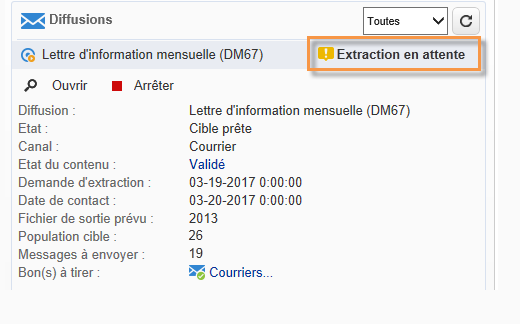 Diffusions Toutes
Lettre d'information mensuelle (DM67) Extraction en attente
Ouvrir Arrêter
Diffusion : Lettre d'information mensuelle (DM67)
Etat : Cible prête
Canal : Courrier
Etat du contenu : Validé
Demande d'extraction : 03-19-2017 0:00:00
Date de contact : 03-20-2017 0:00:00
Fichier de sortie prévu : 2013
Population cible : 26
Messages à envoyer : 19
Bon(s) à tirer : Courriers...